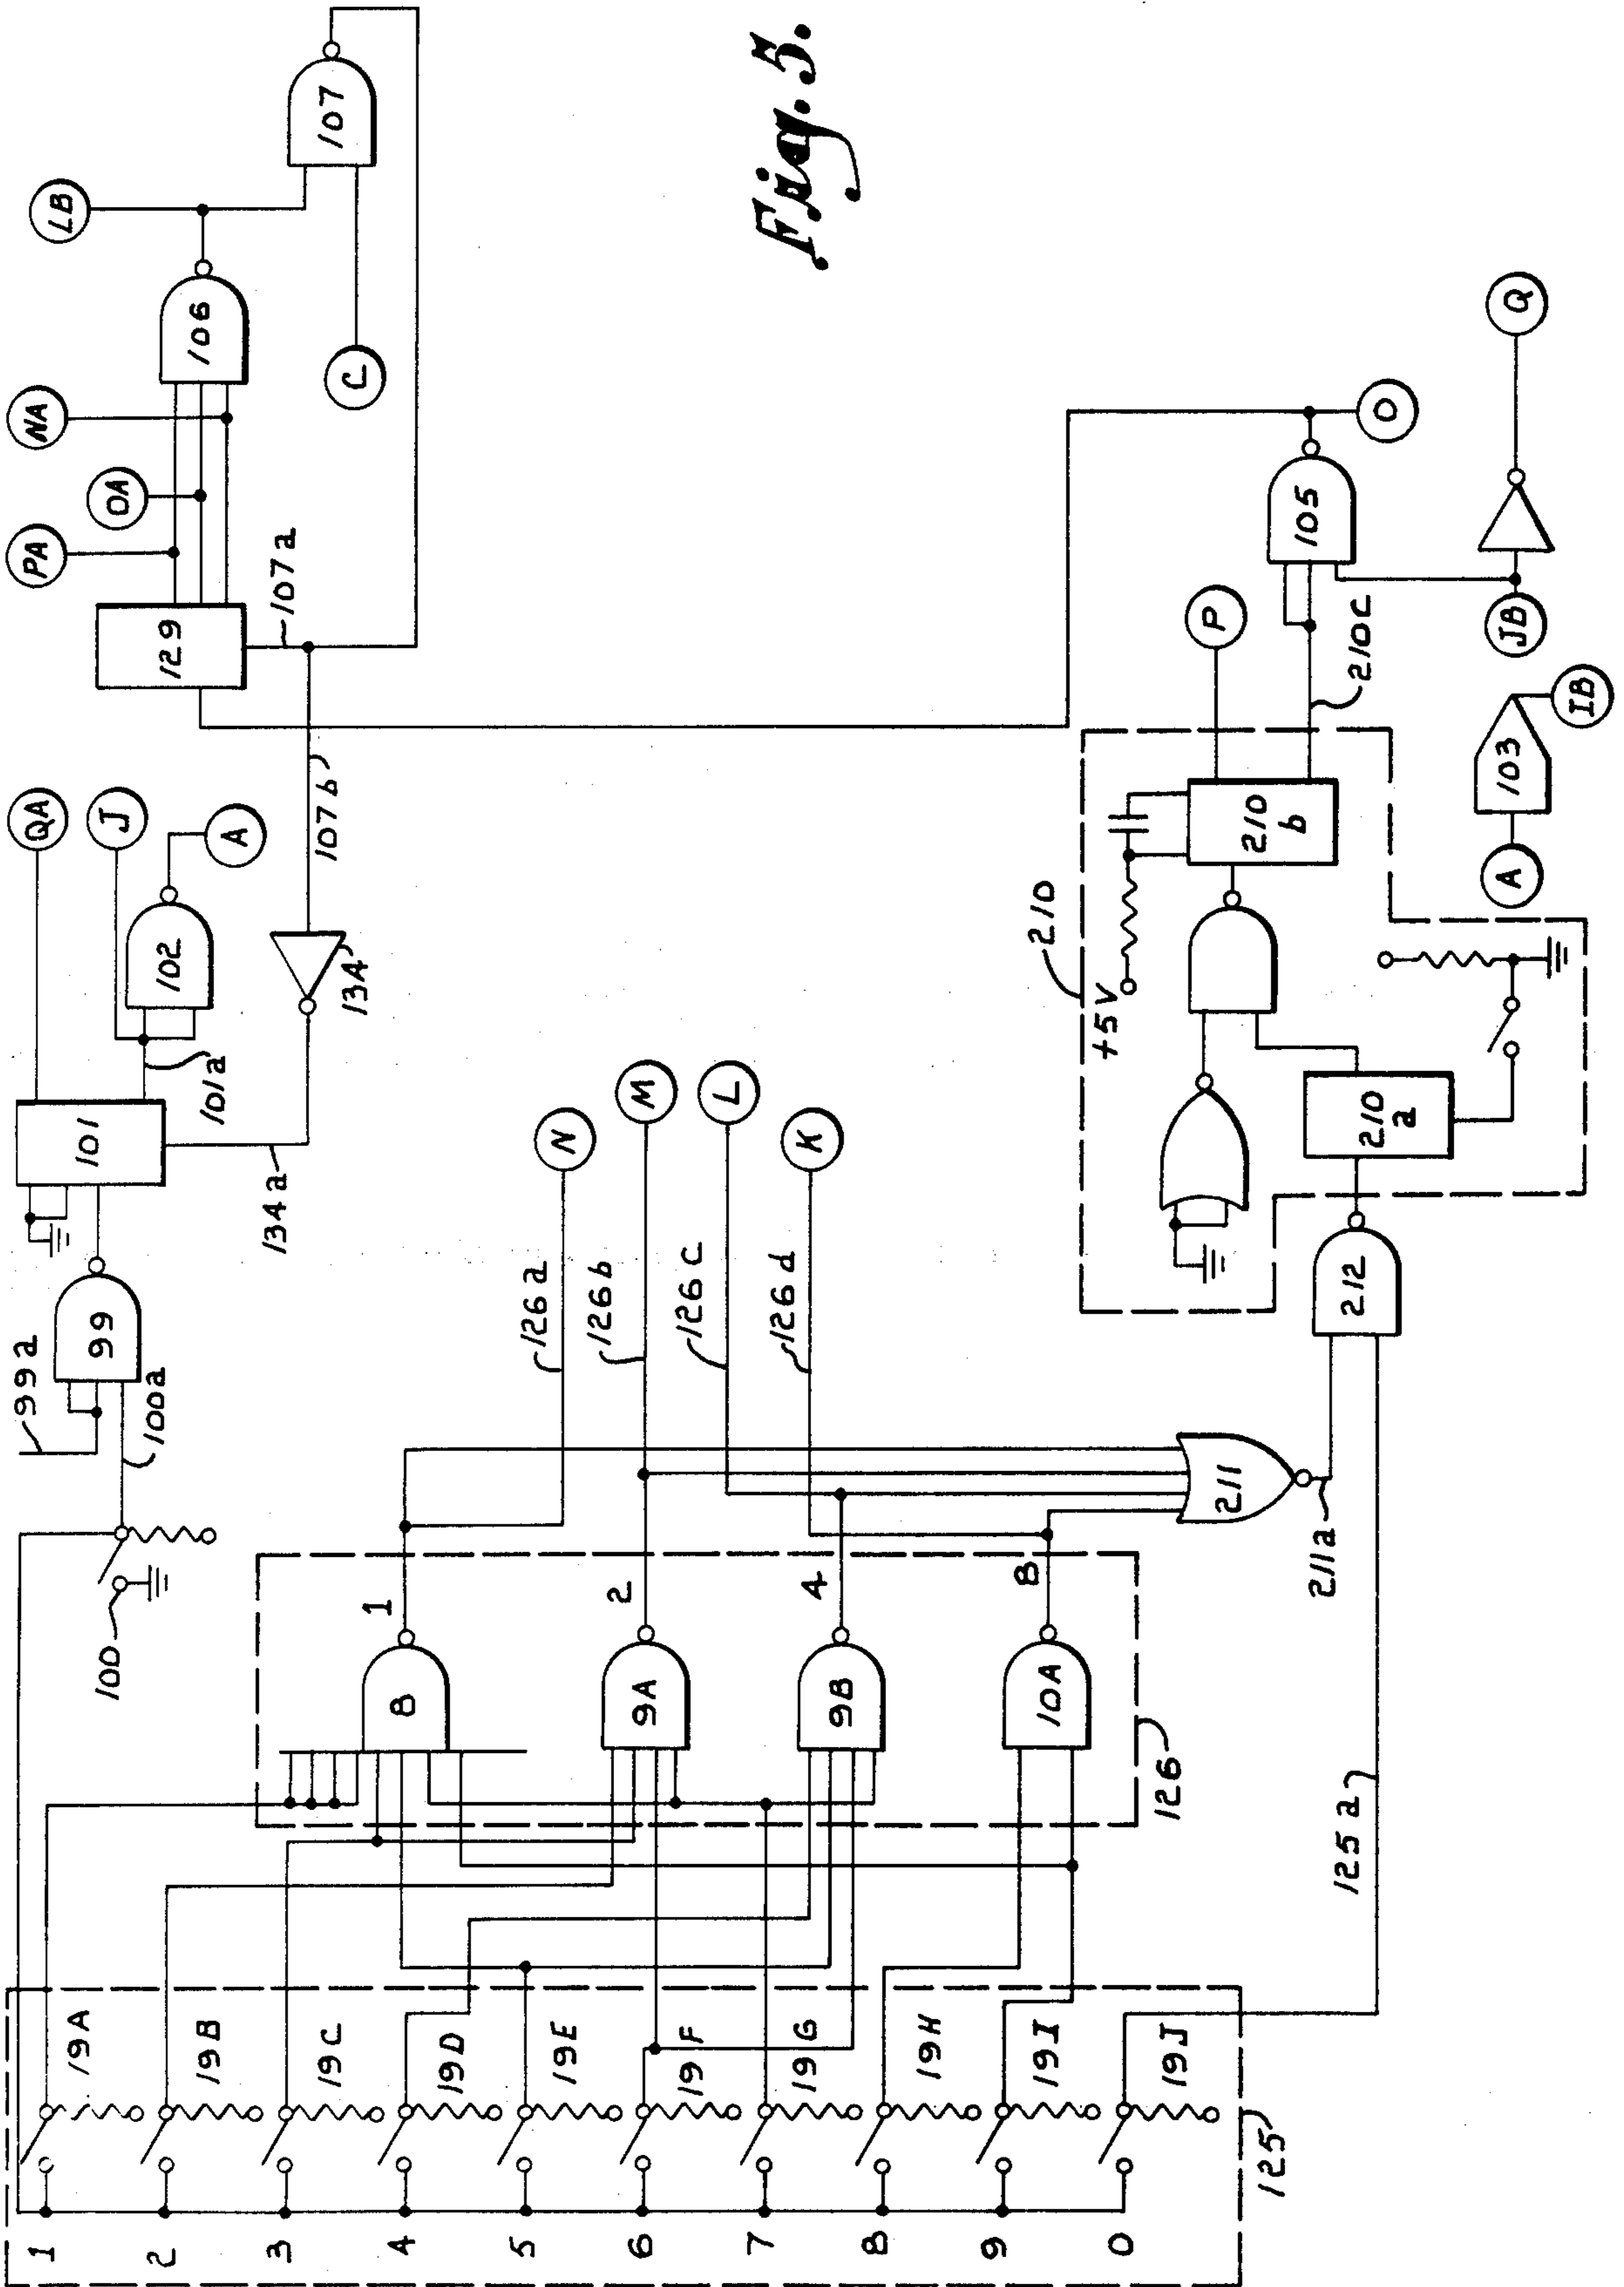 1
19A
99a
QA
PA
NA
LB
99
101
J
OA
2
19B
100
100a
101a
102
A
129
106
3
19C
134a
134
107b
107a
107
C
4
19D
8
1
Fig. 5.
5
19E
126a
N
6
19F
9A
2
126b
M
7
19G
126c
L
8
19H
9B
4
126d
K
9
19I
10A
8
0
19J
126
211
210
+5V
P
125
211a
210b
125a
212
210a
210c
105
O
A
103
IB
JB
Q